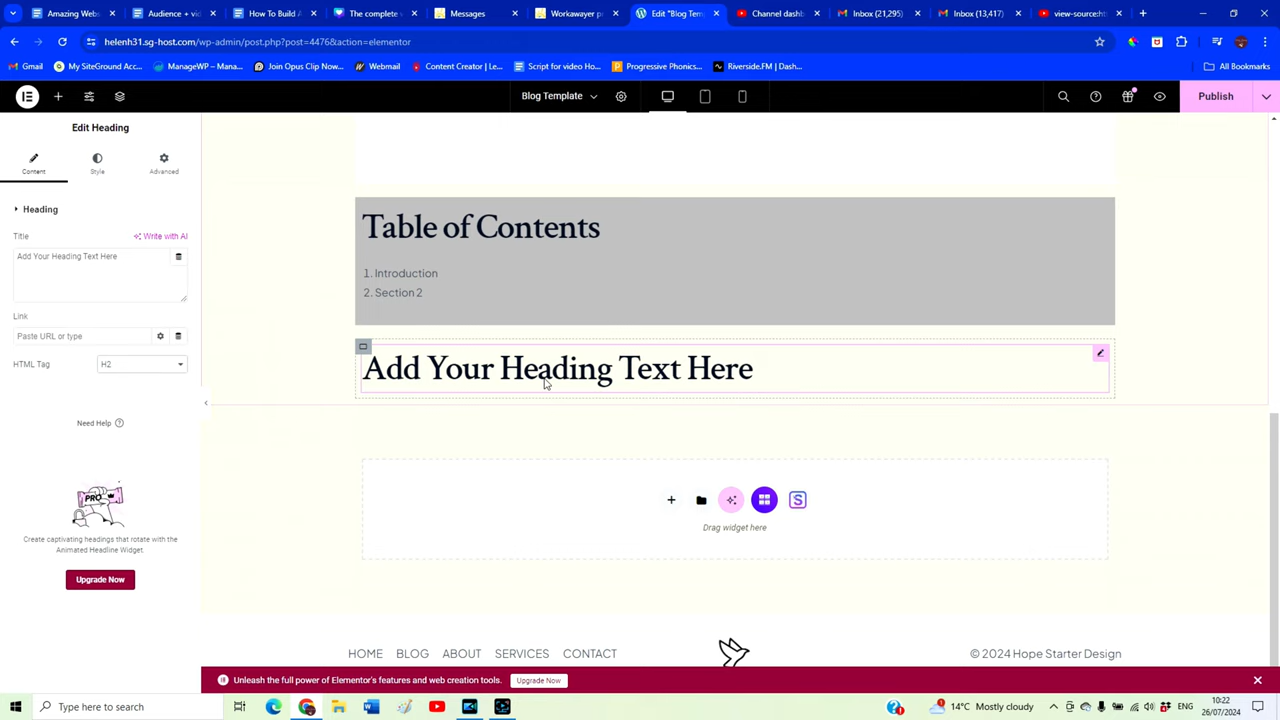 Amazing Webs
Audience + vid
How To Build A
The complete v
Messages
Workawayer p
Edit "Blog Temp
Channel dashb
Inbox (21,295)
Inbox (13,417)
view-source:ht
helenh31.sg-host.com/wp-admin/post.php?post=4476&action=elementor
Gmail
My SiteGround Acc...
ManageWP – Mana...
Join Opus Clip Now...
Webmail
Content Creator | Le...
Script for video Ho...
Progressive Phonics...
Riverside.FM | Dash...
All Bookmarks
Blog Template
Publish
Edit Heading
Content
Style
Advanced
Heading
Title
Write with AI
Add Your Heading Text Here
Link
Paste URL or type
HTML Tag
H2
Need Help
PRO
Create captivating headings that rotate with the
Animated Headline Widget.
Upgrade Now
Table of Contents
1. Introduction
2. Section 2
Add Your Heading Text Here
Drag widget here
HOME
BLOG
ABOUT
SERVICES
CONTACT
© 2024 Hope Starter Design
Unleash the full power of Elementor's features and web creation tools.
Upgrade Now
Type here to search
14°C Mostly cloudy
ENG
10:22
26/07/2024